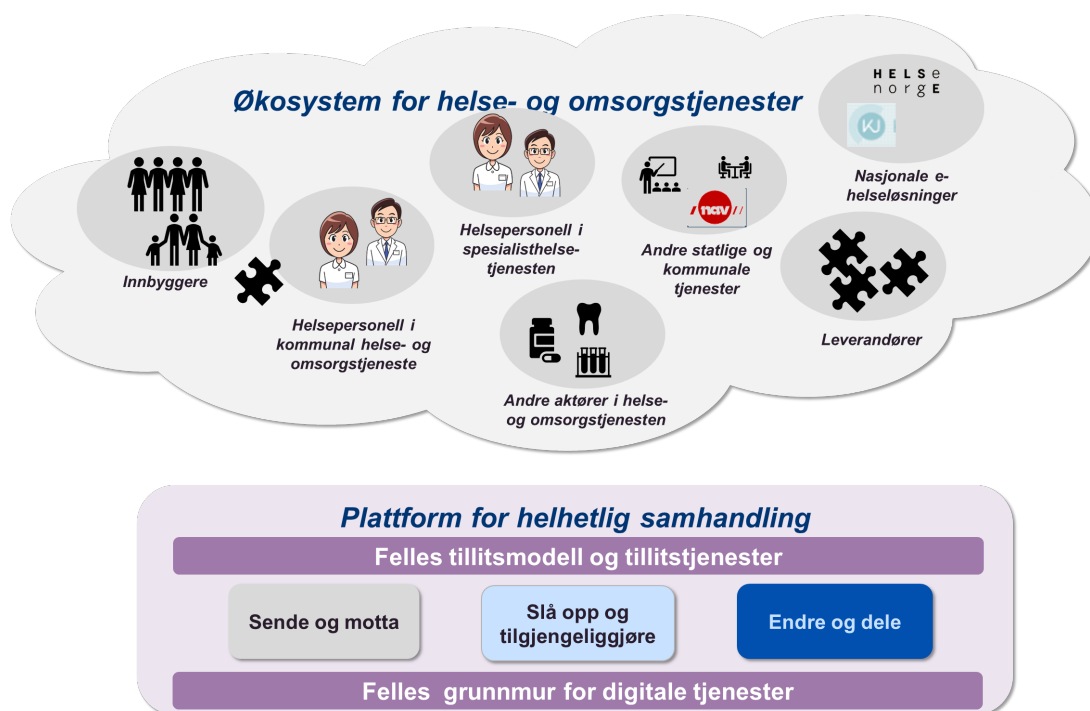 Økosystem for helse- og omsorgstjenester
HELSe
norgE
Innbyggere
Helsepersonell i
kommunal helse- og
omsorgstjeneste
Helsepersonell i
spesialisthelse-
tjenesten
Andre aktører i helse-
og omsorgstjenesten
nav
Andre statlige og
kommunale
tjenester
Nasjonale e-
helseløsninger
Leverandører
Plattform for helhetlig samhandling
Felles tillitsmodell og tillitstjenester
Sende og motta
Slå opp og
tilgjengeliggjøre
Endre og dele
Felles grunnmur for digitale tjenester